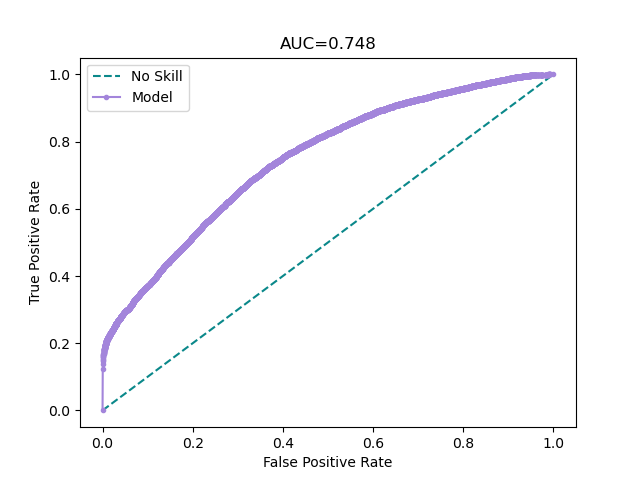 AUC=0.748
No Skill
Model
True Positive Rate
1.0
0.8
0.6
0.4
0.2
0.0
0.0 0.2 0.4 0.6 0.8 1.0
False Positive Rate